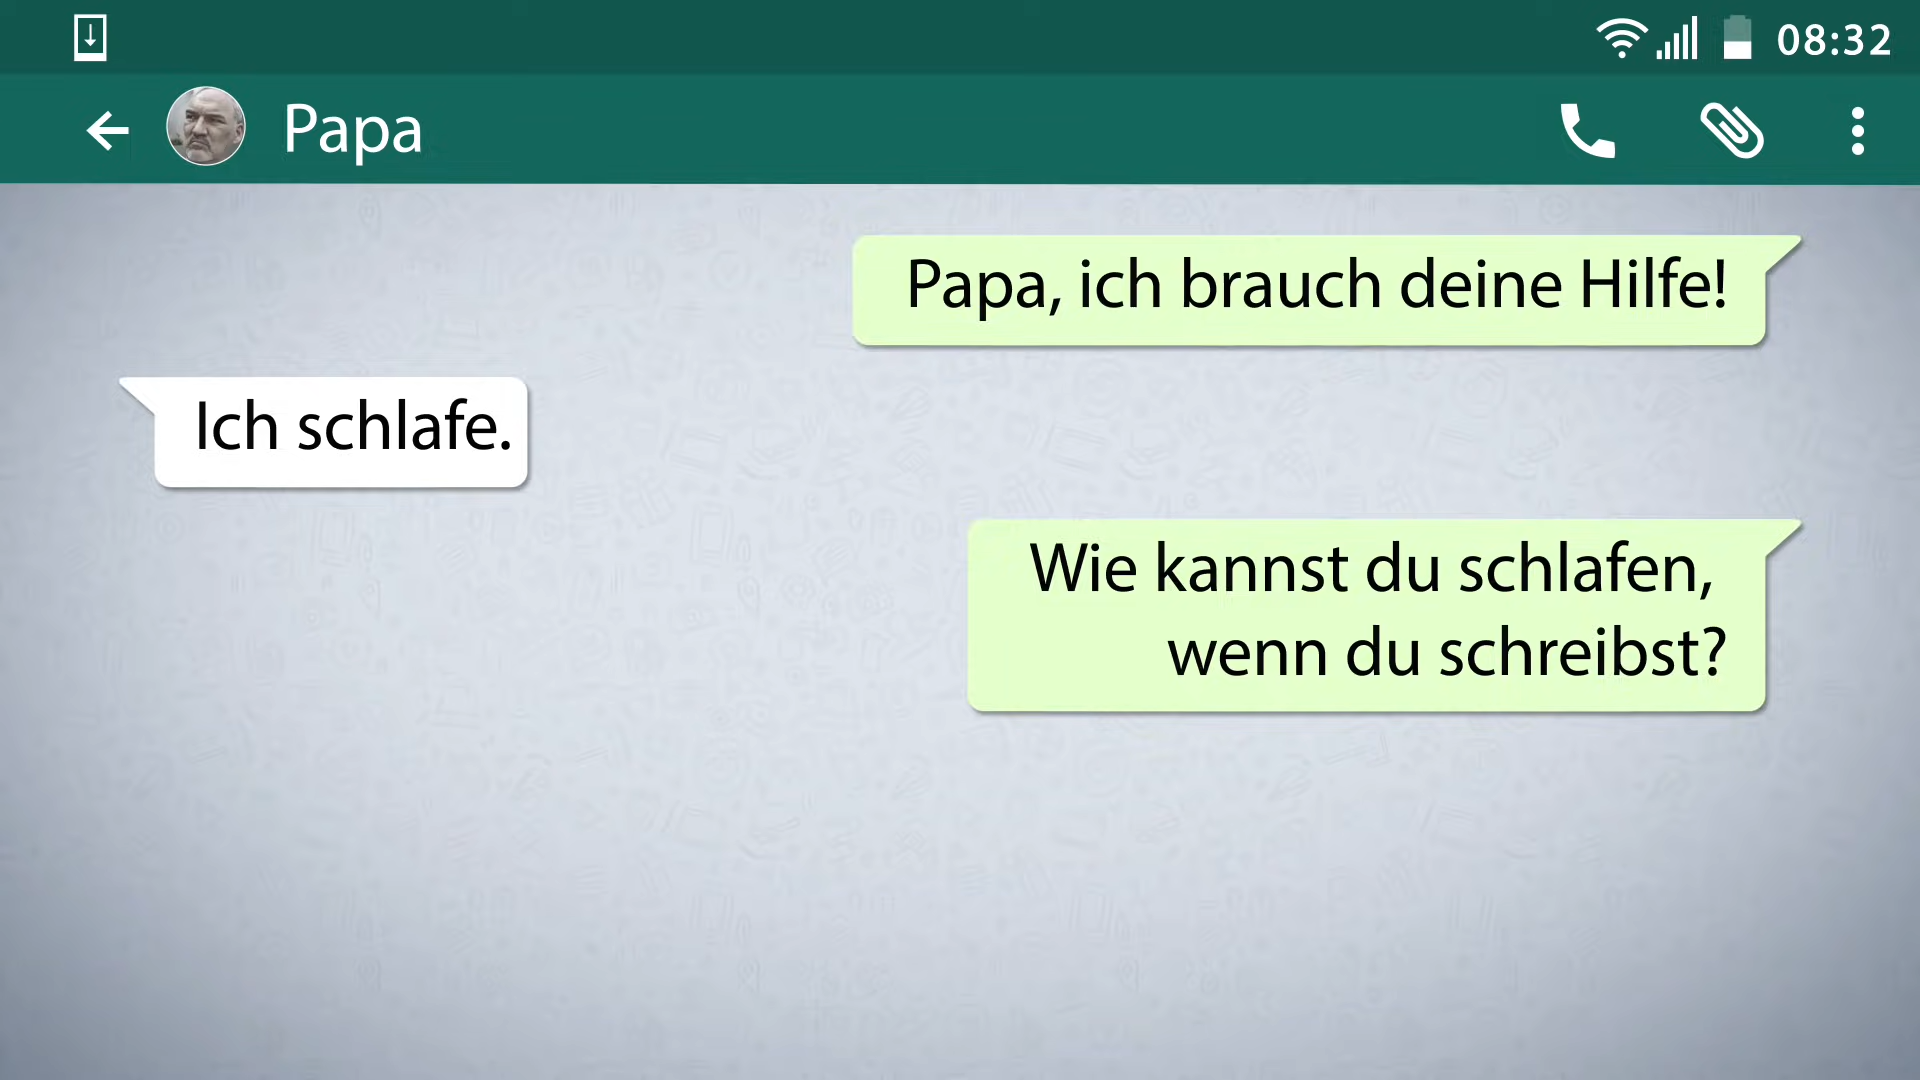 08:32
Papa
Papa, ich brauch deine Hilfe!
Ich schlafe.
Wie kannst du schlafen,
wenn du schreibst?